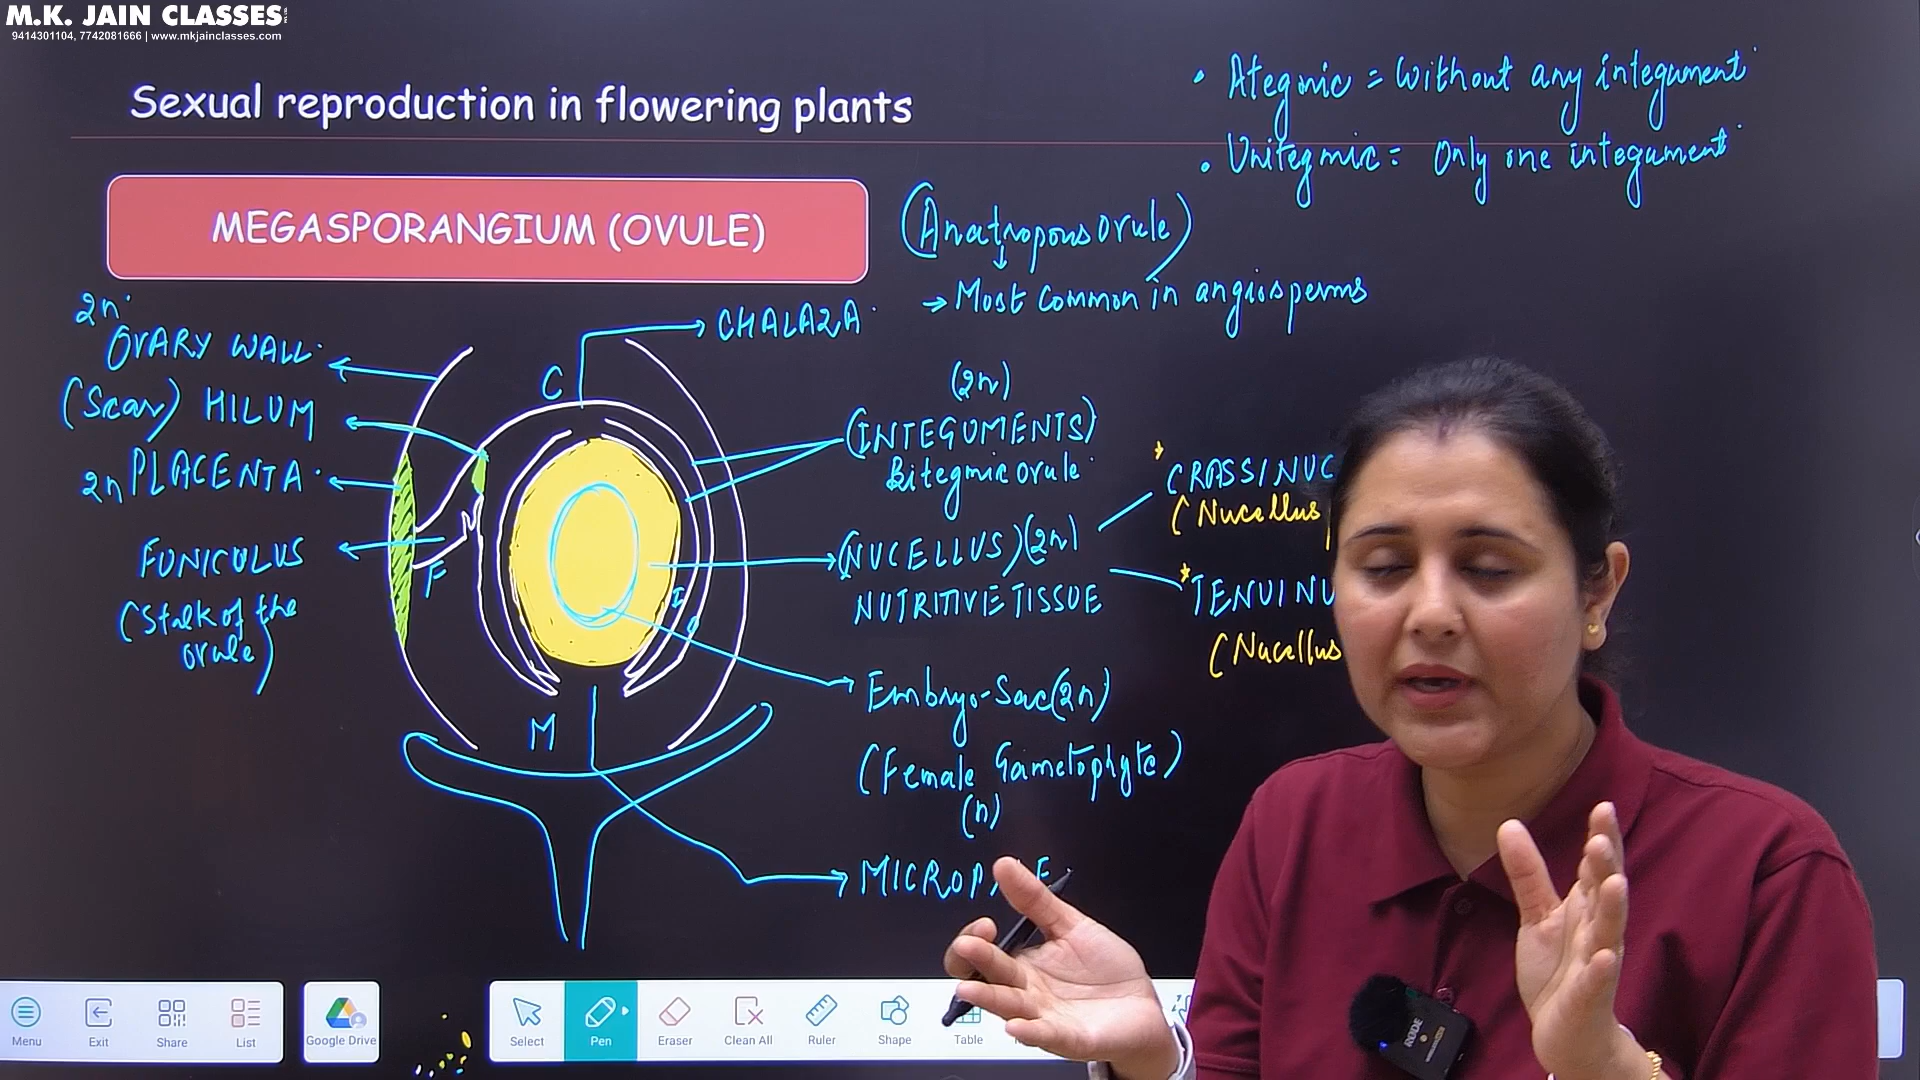 M.K. JAIN CLASSES
9414301104, 7742081666 | www.mkjainclasses.com
Sexual reproduction in flowering plants
• Ategmic = Without any integument
• Unitegmic = Only one integument
MEGASPORANGIUM (OVULE)
(Anatropous ovule)
→ Most common in angiosperms
2n
OVARY WALL
(Scar) HILUM
2n PLACENTA
FUNICULUS
(Stalk of the
ovule)
CHALAZA
C
F
M
I
(2n)
(INTEGUMENTS)
Bitegmic ovule
(NUCELLUS) (2n)
NUTRITIVE TISSUE
* CRASSINUC
(Nucellus
* TENUINU
(Nucellus
Embryo-Sac (2n)
(Female Gametophyte)
(n)
Menu
Exit
Share
List
Google Drive
Select
Pen
Eraser
Clean All
Ruler
Shape
Table
RODE